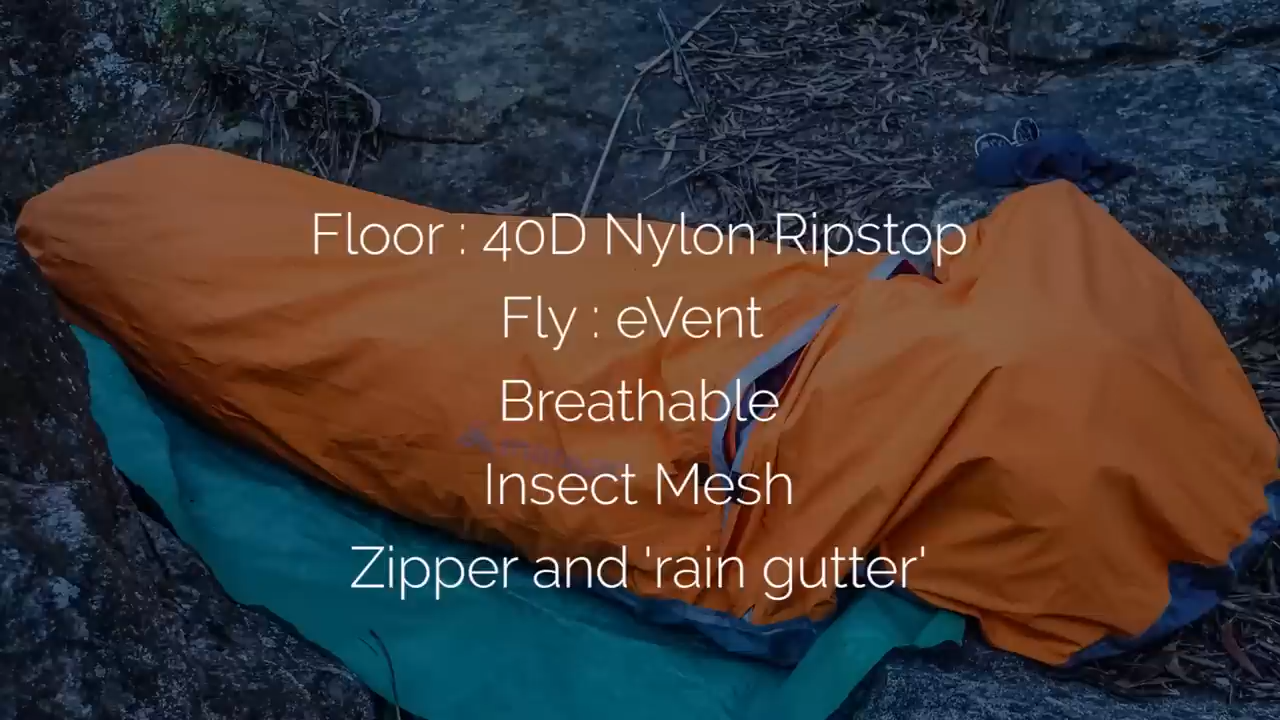 Floor : 40D Nylon Ripstop
Fly : eVent
Breathable
Insect Mesh
Zipper and 'rain gutter'